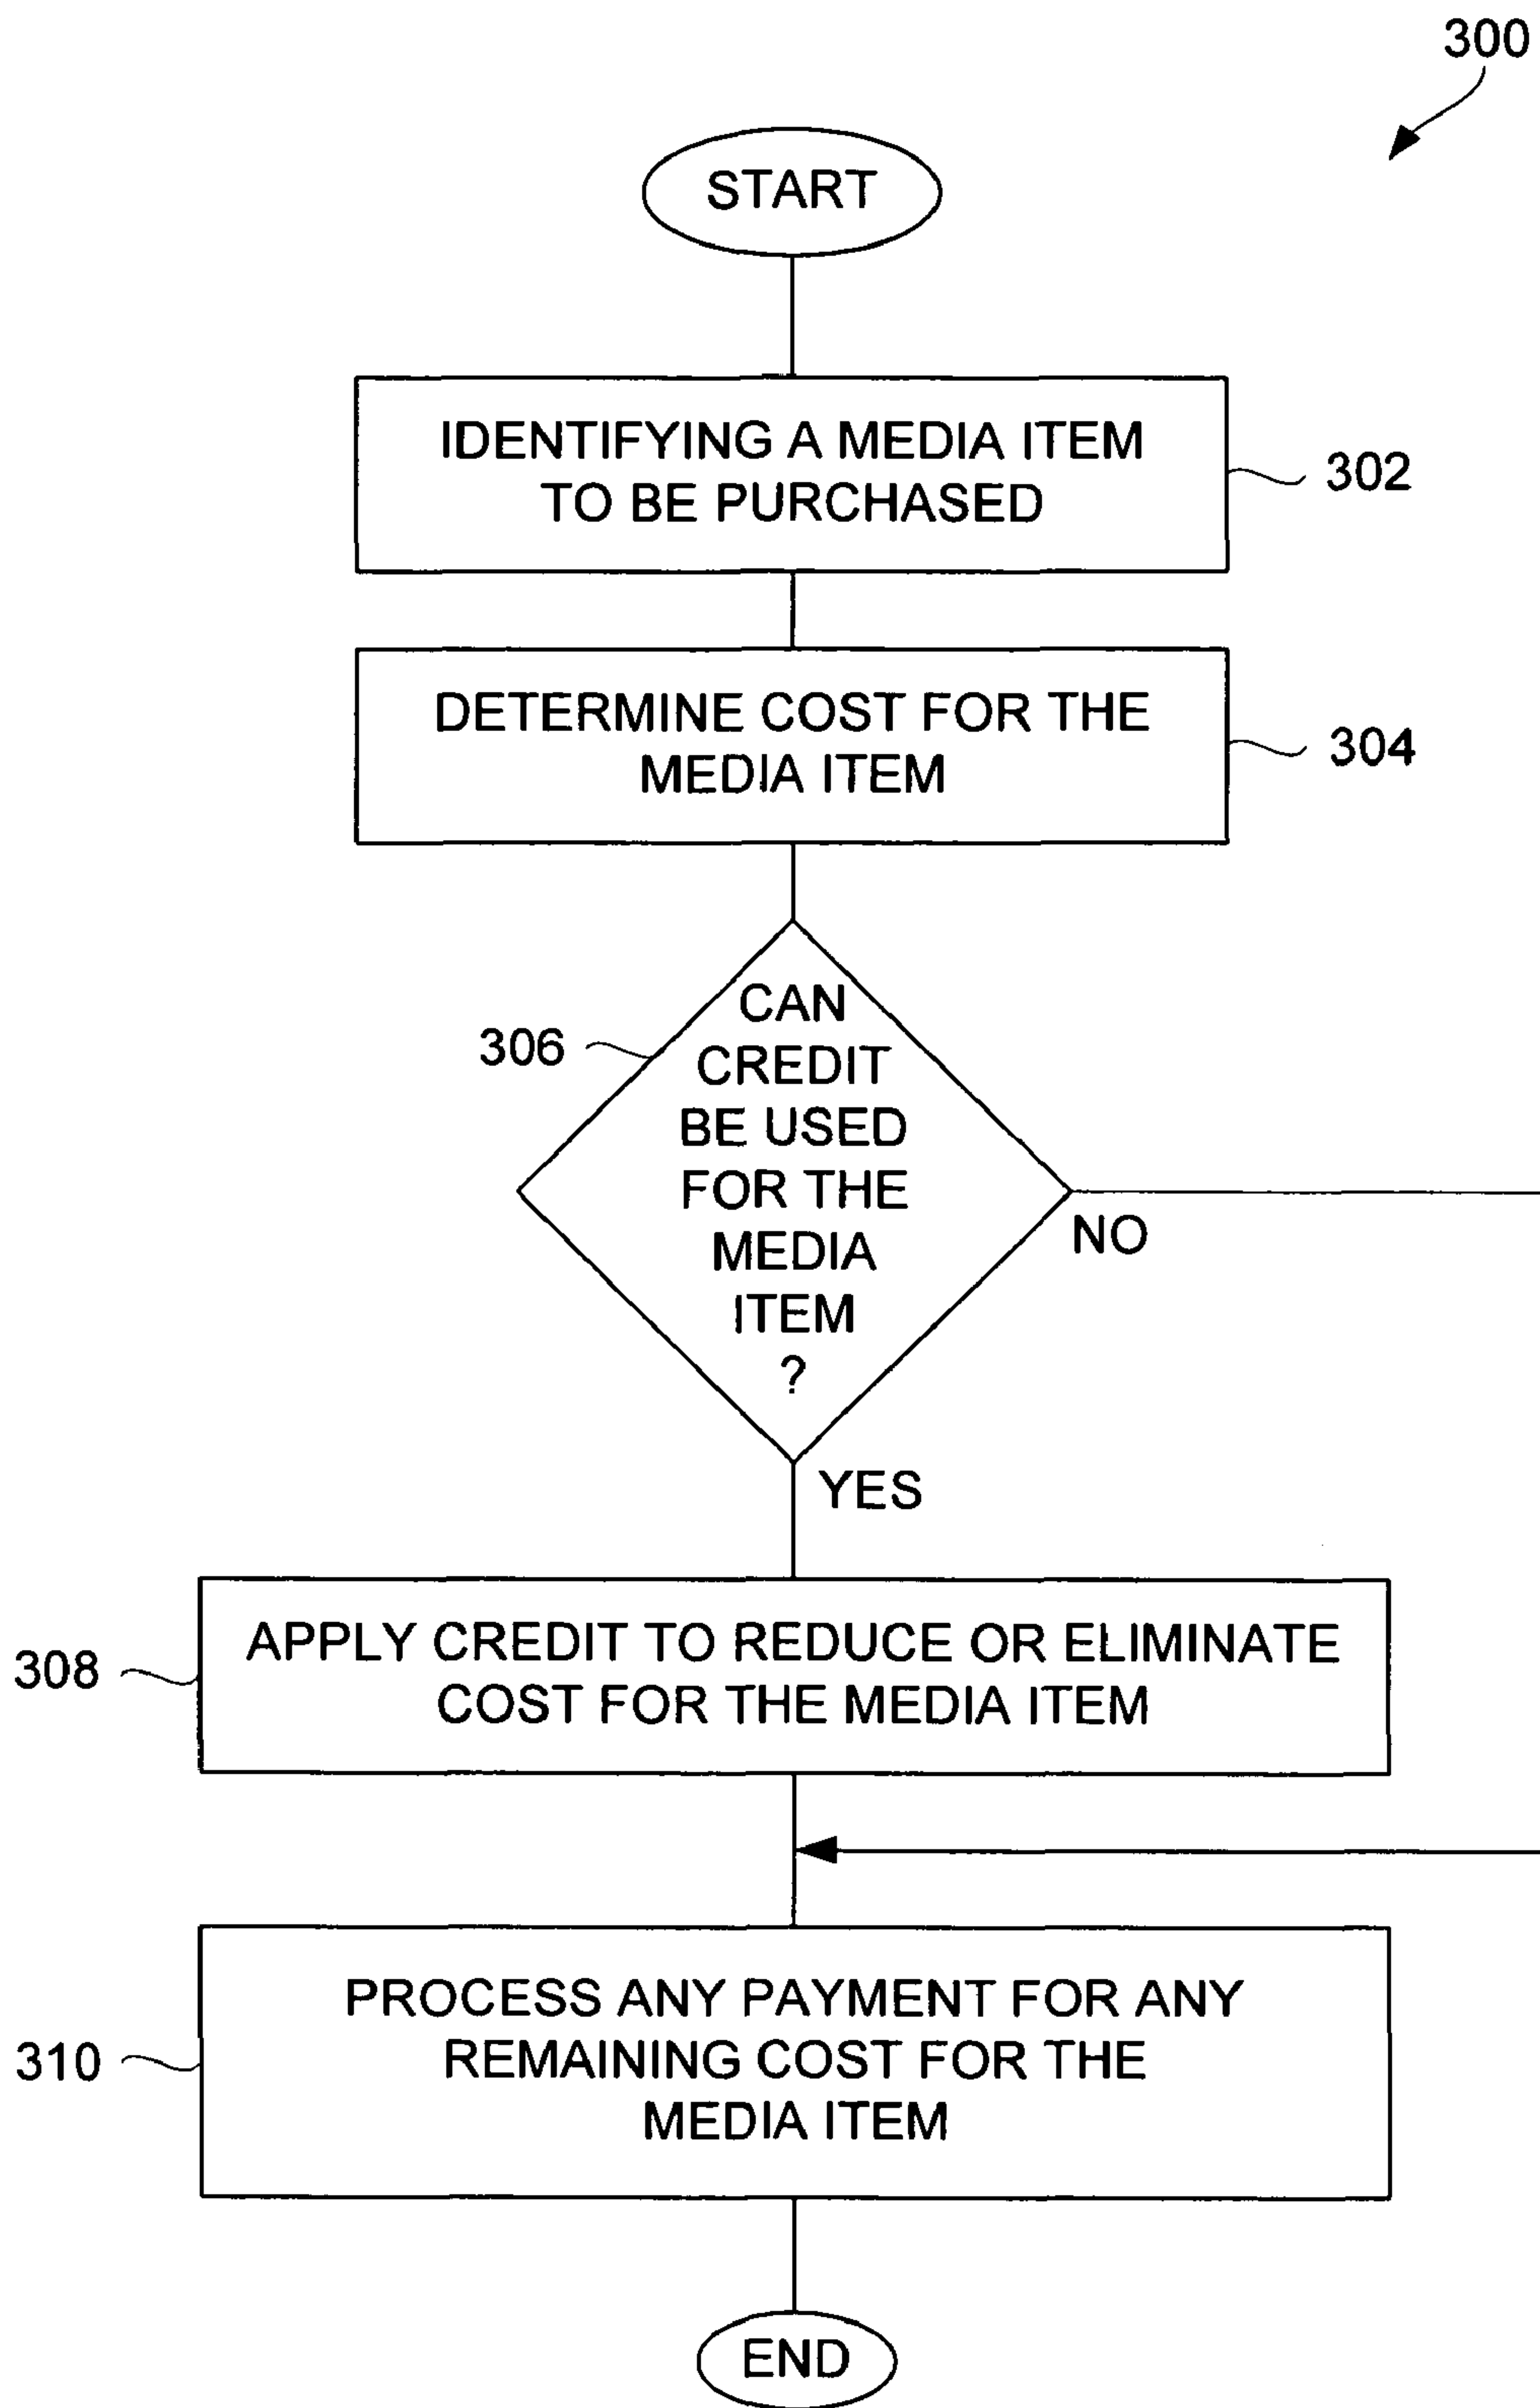 300
START
IDENTIFYING A MEDIA ITEM
TO BE PURCHASED
302
DETERMINE COST FOR THE
MEDIA ITEM
304
306
CAN
CREDIT
BE USED
FOR THE
MEDIA
ITEM
?
NO
YES
308
APPLY CREDIT TO REDUCE OR ELIMINATE
COST FOR THE MEDIA ITEM
310
PROCESS ANY PAYMENT FOR ANY
REMAINING COST FOR THE
MEDIA ITEM
END